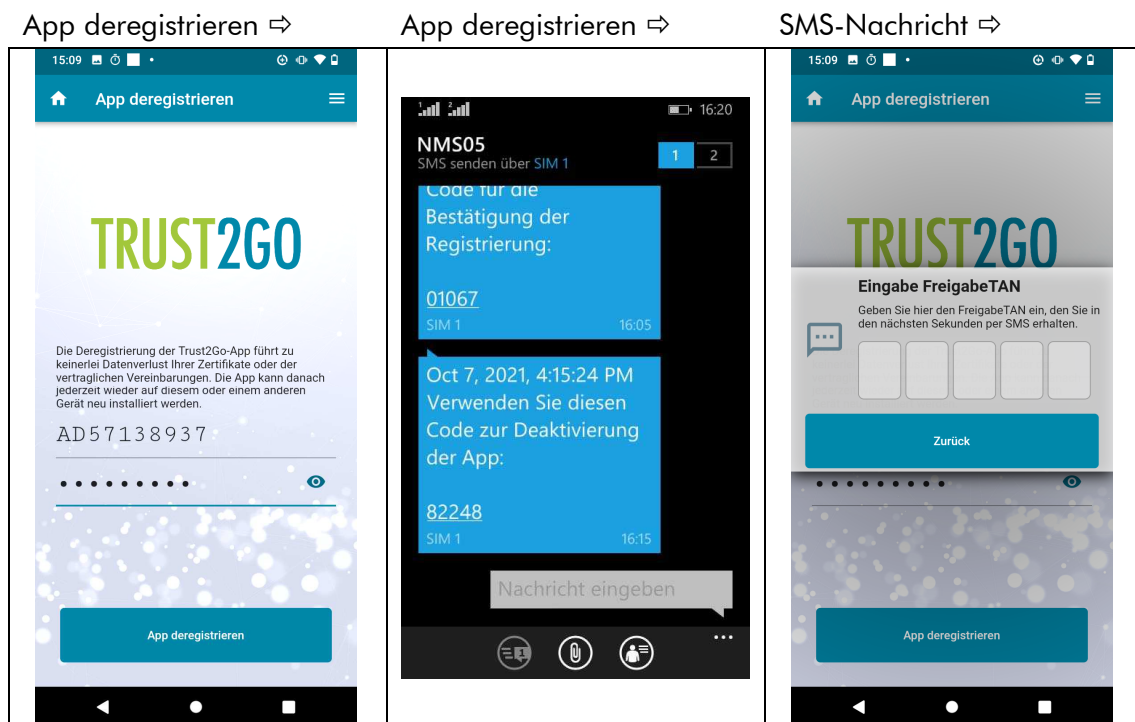 App deregistrieren ⇨
App deregistrieren ⇨
SMS-Nachricht ⇨
15:09
App deregistrieren
TRUST2GO
Die Deregistrierung der Trust2Go-App führt zu
keinerlei Datenverlust Ihrer Zertifikate oder der
vertraglichen Vereinbarungen. Die App kann danach
jederzeit wieder auf diesem oder einem anderen
Gerät neu installiert werden.
AD57138937
•••••••••
App deregistrieren
1 2 16:20
NMS05
SMS senden über SIM 1
1 2
Code für die
Bestätigung der
Registrierung:
01067
SIM 1 16:05
Oct 7, 2021, 4:15:24 PM
Verwenden Sie diesen
Code zur Deaktivierung
der App:
82248
SIM 1 16:15
Nachricht eingeben
15:09
App deregistrieren
TRUST2GO
Eingabe FreigabeTAN
Geben Sie hier den FreigabeTAN ein, den Sie in
den nächsten Sekunden per SMS erhalten.
Zurück
•••••••••
App deregistrieren